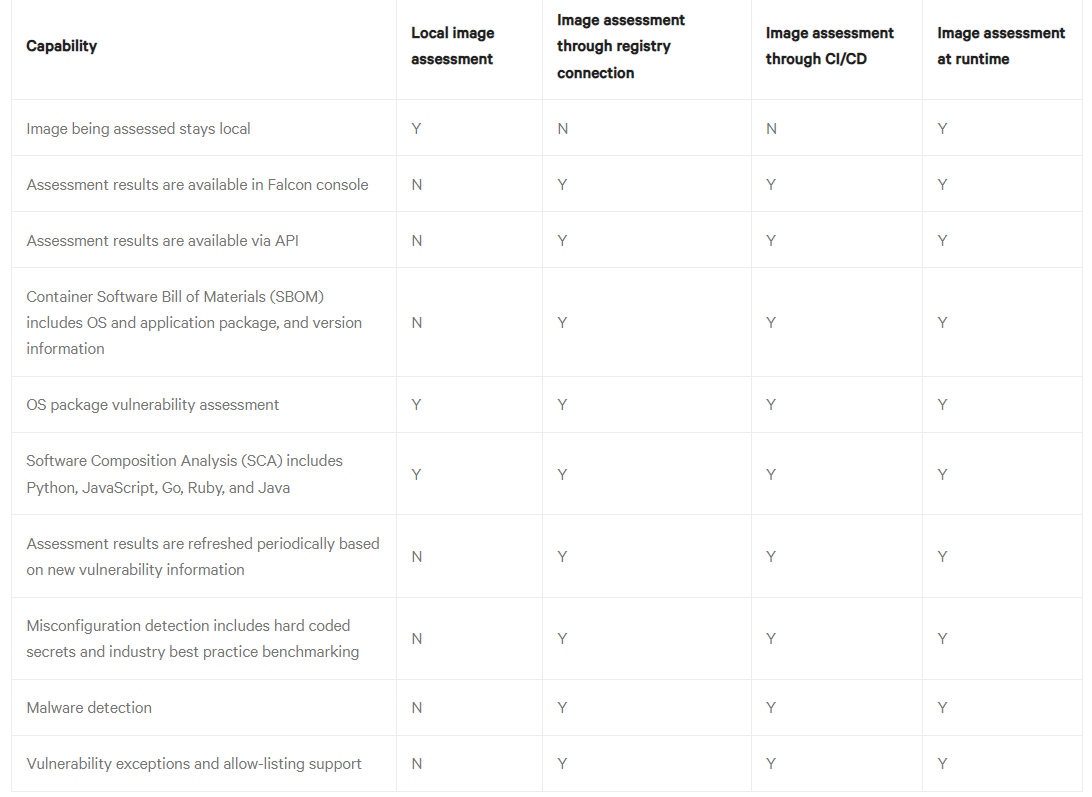 Capability
Local image
assessment
Image assessment
through registry
connection
Image assessment
through CI/CD
Image assessment
at runtime
Image being assessed stays local
Y
N
N
Y
Assessment results are available in Falcon console
N
Y
Y
Y
Assessment results are available via API
N
Y
Y
Y
Container Software Bill of Materials (SBOM)
includes OS and application package, and version
information
N
Y
Y
Y
OS package vulnerability assessment
Y
Y
Y
Y
Software Composition Analysis (SCA) includes
Python, JavaScript, Go, Ruby, and Java
Y
Y
Y
Y
Assessment results are refreshed periodically based
on new vulnerability information
N
Y
Y
Y
Misconfiguration detection includes hard coded
secrets and industry best practice benchmarking
N
Y
Y
Y
Malware detection
N
Y
Y
Y
Vulnerability exceptions and allow-listing support
N
Y
Y
Y